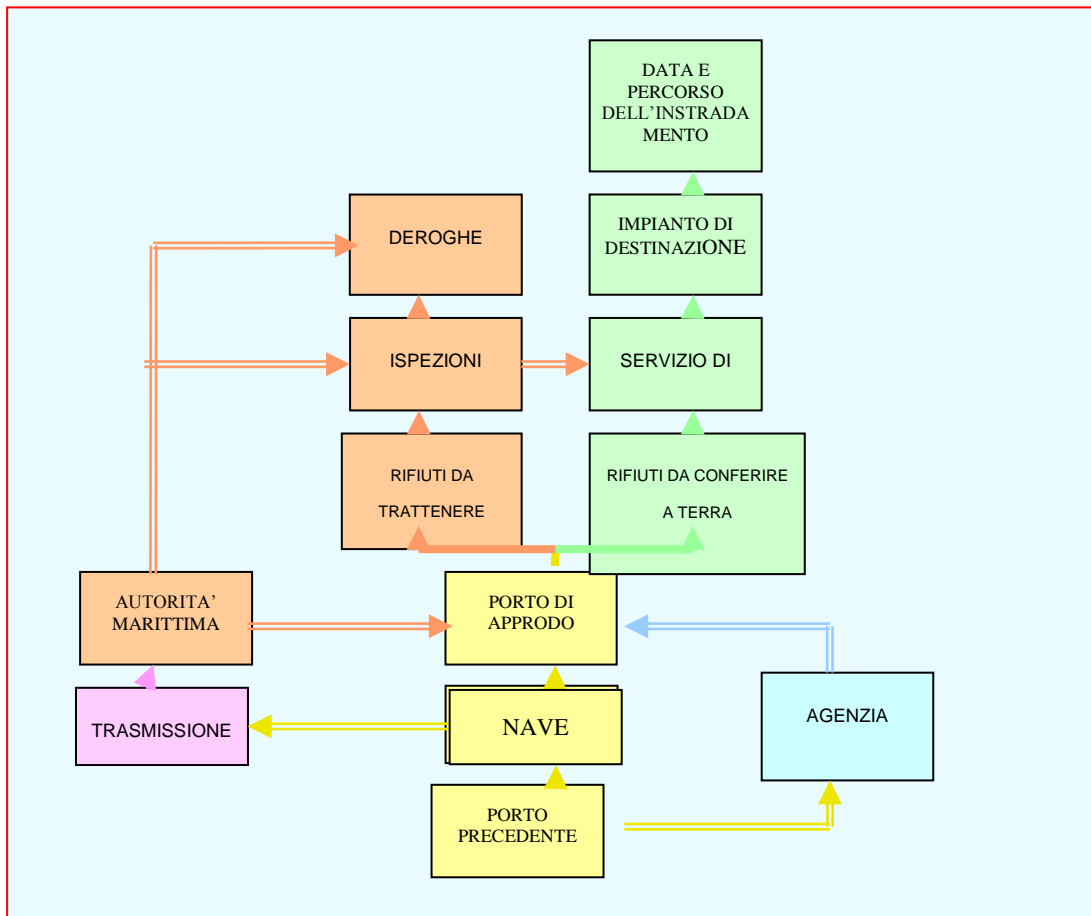 DATA E
PERCORSO
DELL'INSTRADA
MENTO
DEROGHE
IMPIANTO DI
DESTINAZIONE
ISPEZIONI
SERVIZIO DI
RIFIUTI DA
TRATTENERE
RIFIUTI DA CONFERIRE
A TERRA
AUTORITA'
MARITTIMA
PORTO DI
APPRODO
TRASMISSIONE
NAVE
AGENZIA
PORTO
PRECEDENTE